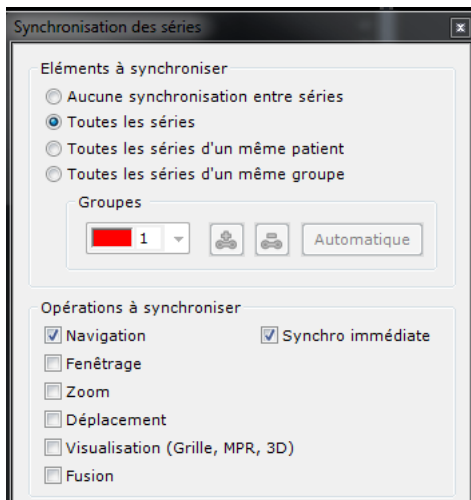 Synchronisation des séries
Eléments à synchroniser
Aucune synchronisation entre séries
Toutes les séries
Toutes les séries d'un même patient
Toutes les séries d'un même groupe
Groupes
1 Automatique
Opérations à synchroniser
Navigation Synchro immédiate
Fenêtrage
Zoom
Déplacement
Visualisation (Grille, MPR, 3D)
Fusion